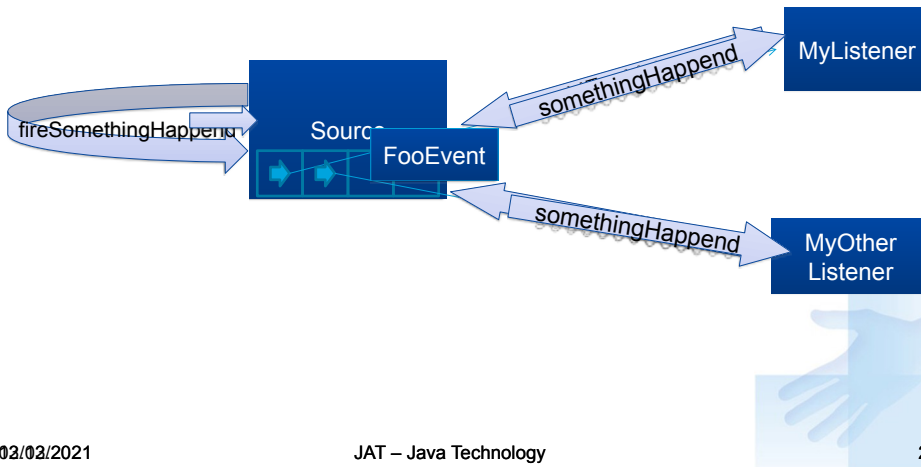 MyListener
somethingHappend
fireSomethingHappend
Source
FooEvent
somethingHappend
MyOther
Listener
JAT – Java Technology